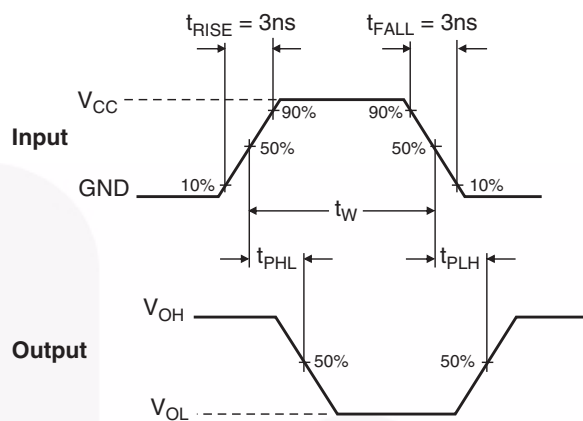 tRISE = 3ns
tFALL = 3ns
VCC
90%
90%
Input
50%
50%
GND
10%
10%
tW
tPHL
tPLH
VOH
Output
50%
50%
VOL